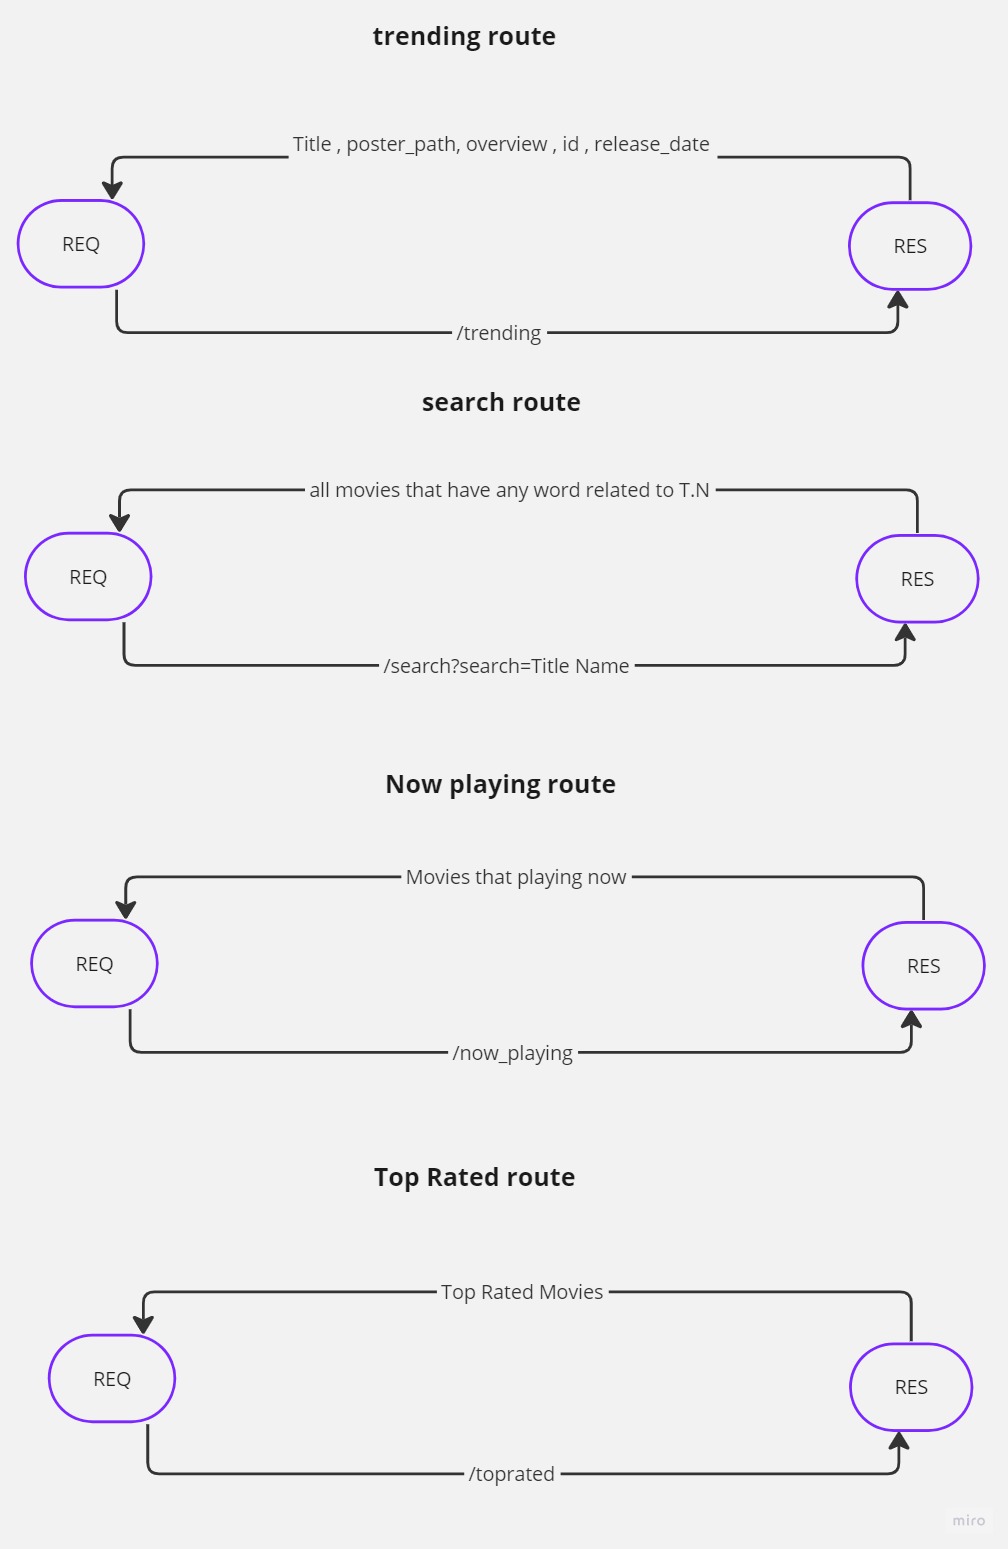 trending route
Title , poster_path, overview , id , release_date
REQ
RES
/trending
search route
all movies that have any word related to T.N
REQ
RES
/search?search=Title Name
Now playing route
Movies that playing now
REQ
RES
/now_playing
Top Rated route
Top Rated Movies
REQ
RES
/toprated
miro